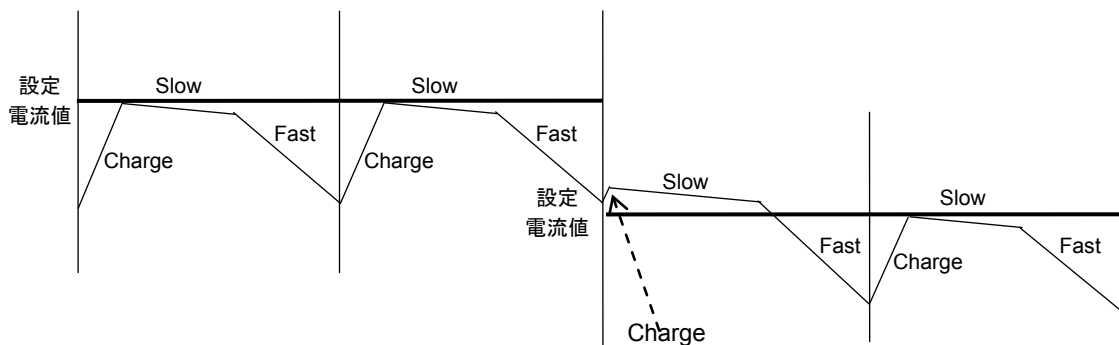 設定
電流値
Slow
Charge
Fast
Slow
Charge
Fast
設定
電流値
Slow
Fast
Charge
Slow
Charge
Fast